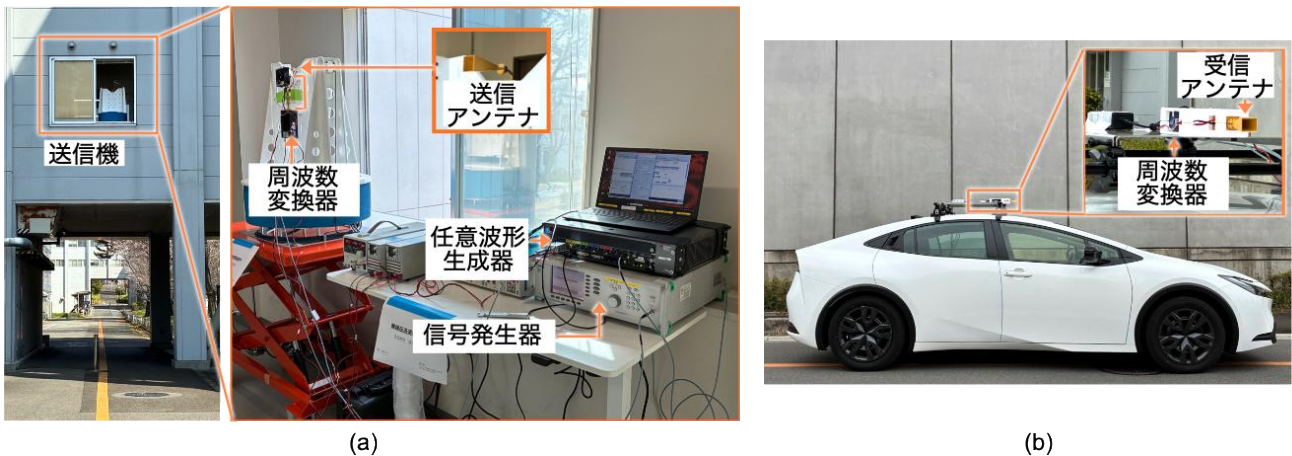 送信機
送信
アンテナ
周波数
変換器
任意波形
生成器
信号発生器
(a)
受信
アンテナ
周波数
変換器
(b)